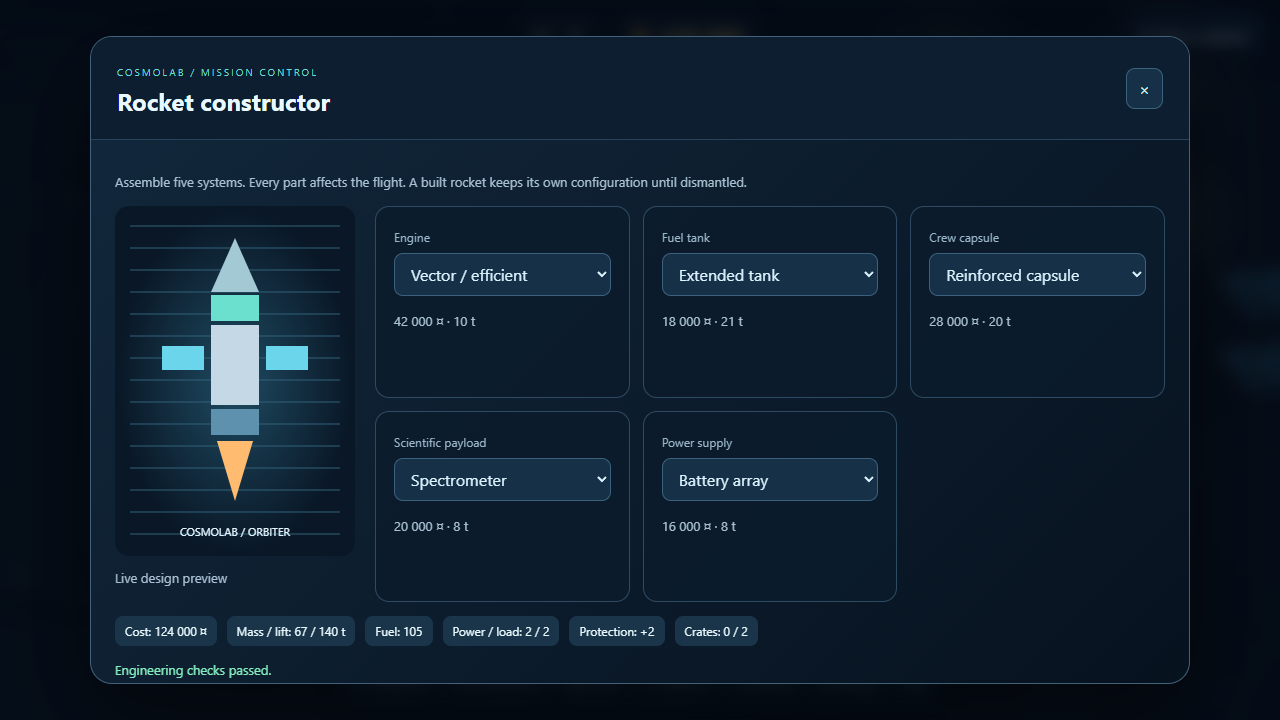 COSMOLAB / MISSION CONTROL
Rocket constructor
×
Assemble five systems. Every part affects the flight. A built rocket keeps its own configuration until dismantled.
COSMOLAB / ORBITER
Live design preview
Engine
Vector / efficient
42 000 ¤ · 10 t
Fuel tank
Extended tank
18 000 ¤ · 21 t
Crew capsule
Reinforced capsule
28 000 ¤ · 20 t
Scientific payload
Spectrometer
20 000 ¤ · 8 t
Power supply
Battery array
16 000 ¤ · 8 t
Cost: 124 000 ¤
Mass / lift: 67 / 140 t
Fuel: 105
Power / load: 2 / 2
Protection: +2
Crates: 0 / 2
Engineering checks passed.